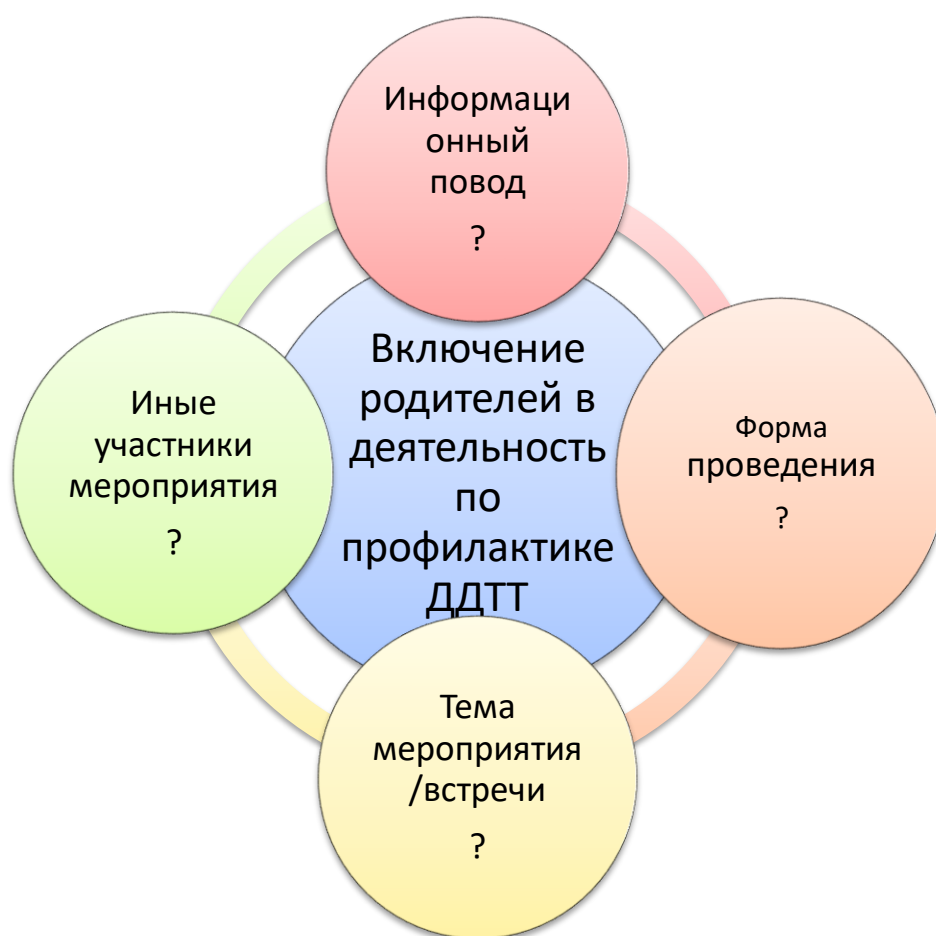 Информаци
онный
повод
?
Включение
родителей в
деятельность
по
профилактике
ДДТТ
Форма
проведения
?
Тема
мероприятия
/встречи
?
Иные
участники
мероприятия
?